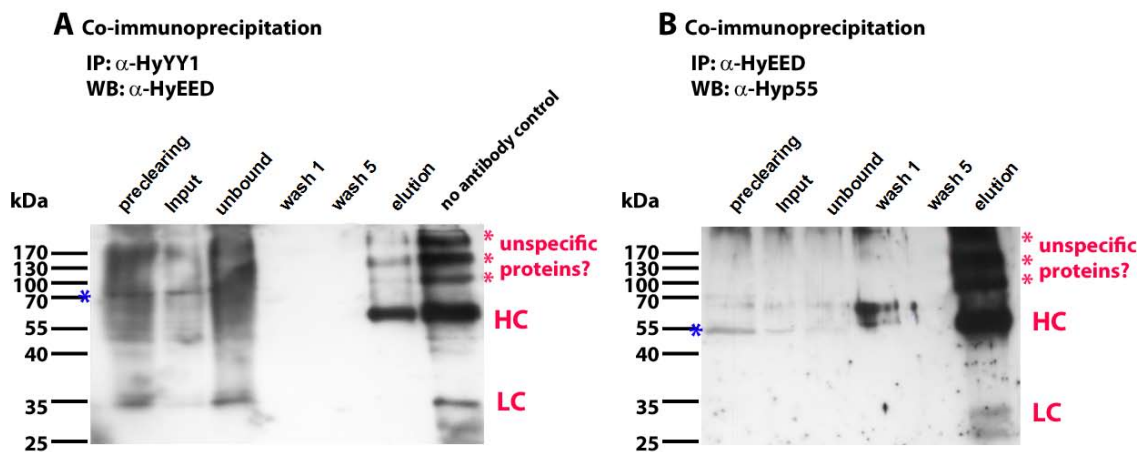 A Co-immunoprecipitation
IP: α-HyYY1
WB: α-HyEED
kDa
preclearing
Input
unbound
wash 1
wash 5
elution
no antibody control
170
130
100
70
55
40
35
25
*
* unspecific
* proteins?
*
HC
LC
B Co-immunoprecipitation
IP: α-HyEED
WB: α-Hyp55
kDa
preclearing
Input
unbound
wash 1
wash 5
elution
170
130
100
70
55
40
35
25
*
* unspecific
* proteins?
*
HC
LC